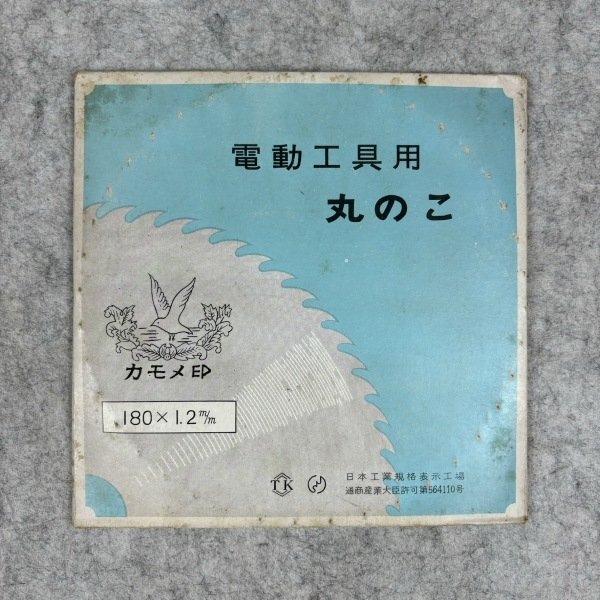 電動工具用
丸のこ
カモメ印
180×1.2m/m
TK
日本工業規格表示工場
通商産業大臣許可第564110号